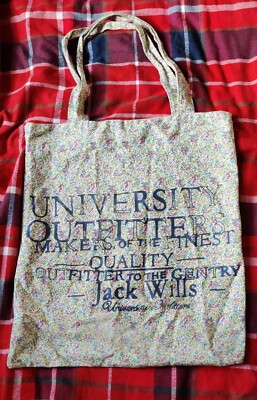 UNIVERSITY
OUTFITTERS
MAKERS OF THE FINEST
— QUALITY —
OUTFITTER TO THE GENTRY
— Jack Wills —
University Outfitters